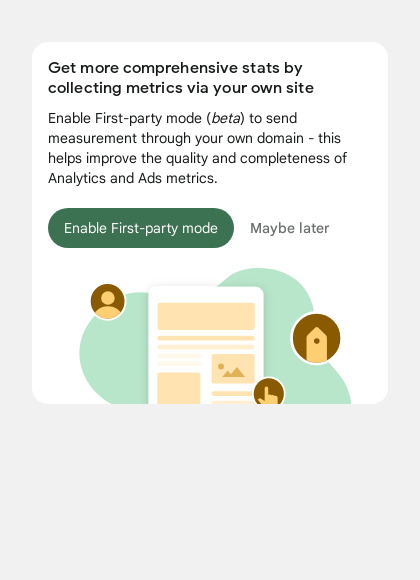 Get more comprehensive stats by
collecting metrics via your own site
Enable First-party mode (beta) to send
measurement through your own domain - this
helps improve the quality and completeness of
Analytics and Ads metrics.
Enable First-party mode Maybe later